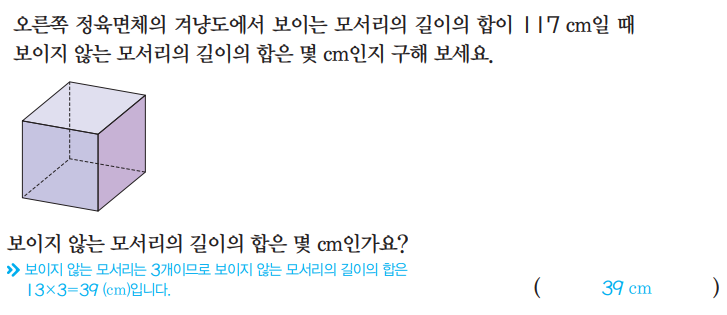 오른쪽 정육면체의 겨냥도에서 보이는 모서리의 길이의 합이 117 cm일 때
보이지 않는 모서리의 길이의 합은 몇 cm인지 구해 보세요.
보이지 않는 모서리의 길이의 합은 몇 cm인가요?
≫ 보이지 않는 모서리는 3개이므로 보이지 않는 모서리의 길이의 합은
13×3=39 (cm)입니다.
( 39 cm )